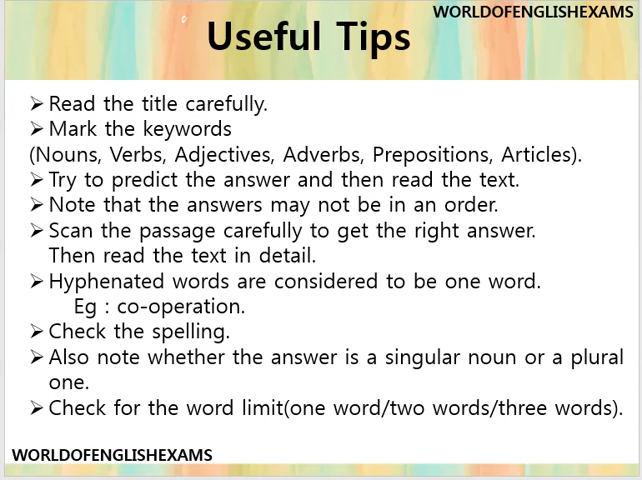 WORLDOFENGLISHEXAMS
Useful Tips
➢ Read the title carefully.
➢ Mark the keywords
(Nouns, Verbs, Adjectives, Adverbs, Prepositions, Articles).
➢ Try to predict the answer and then read the text.
➢ Note that the answers may not be in an order.
➢ Scan the passage carefully to get the right answer.
Then read the text in detail.
➢ Hyphenated words are considered to be one word.
Eg : co-operation.
➢ Check the spelling.
➢ Also note whether the answer is a singular noun or a plural
one.
➢ Check for the word limit(one word/two words/three words).
WORLDOFENGLISHEXAMS